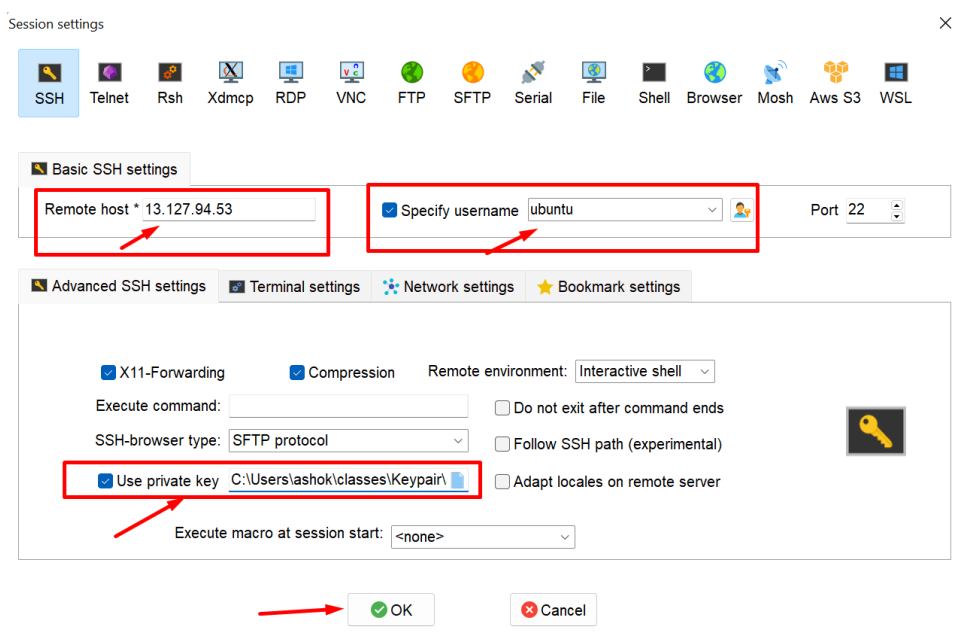 Session settings
SSH Telnet Rsh Xdmcp RDP VNC FTP SFTP Serial File Shell Browser Mosh Aws S3 WSL
Basic SSH settings
Remote host * 13.127.94.53 Specify username ubuntu Port 22
Advanced SSH settings Terminal settings Network settings Bookmark settings
X11-Forwarding Compression Remote environment: Interactive shell
Execute command: Do not exit after command ends
SSH-browser type: SFTP protocol Follow SSH path (experimental)
Use private key C:\Users\ashok\classes\Keypair\ Adapt locales on remote server
Execute macro at session start: <none>
OK Cancel